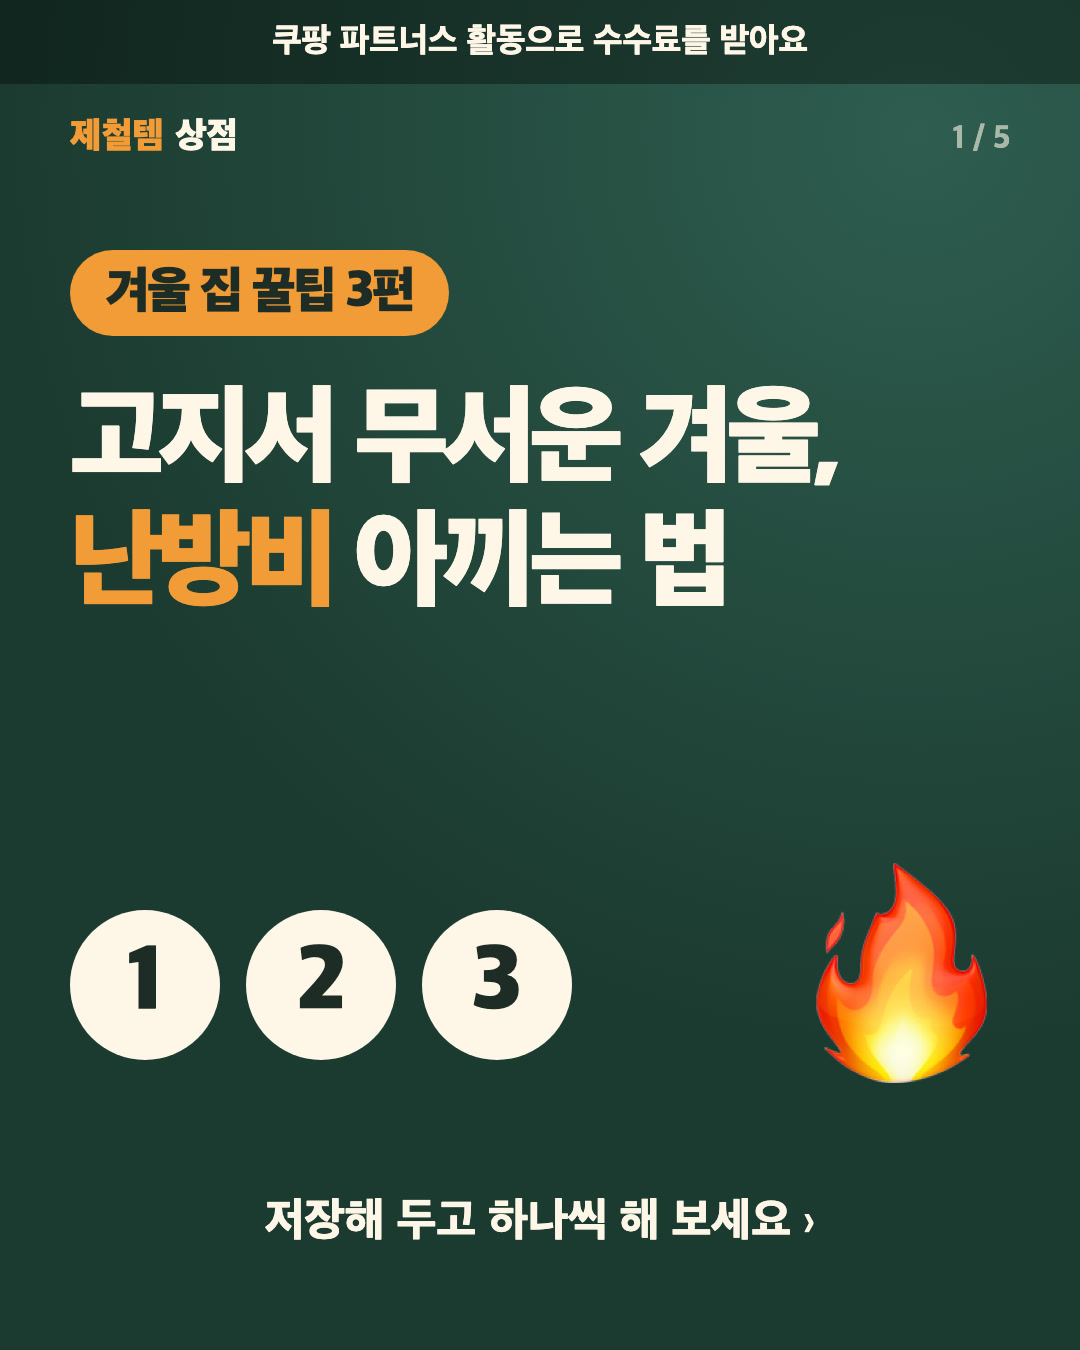 쿠팡 파트너스 활동으로 수수료를 받아요
제철템 상점
1 / 5
겨울 집 꿀팁 3편
고지서 무서운 겨울,
난방비 아끼는 법
1 2 3
저장해 두고 하나씩 해 보세요 ›